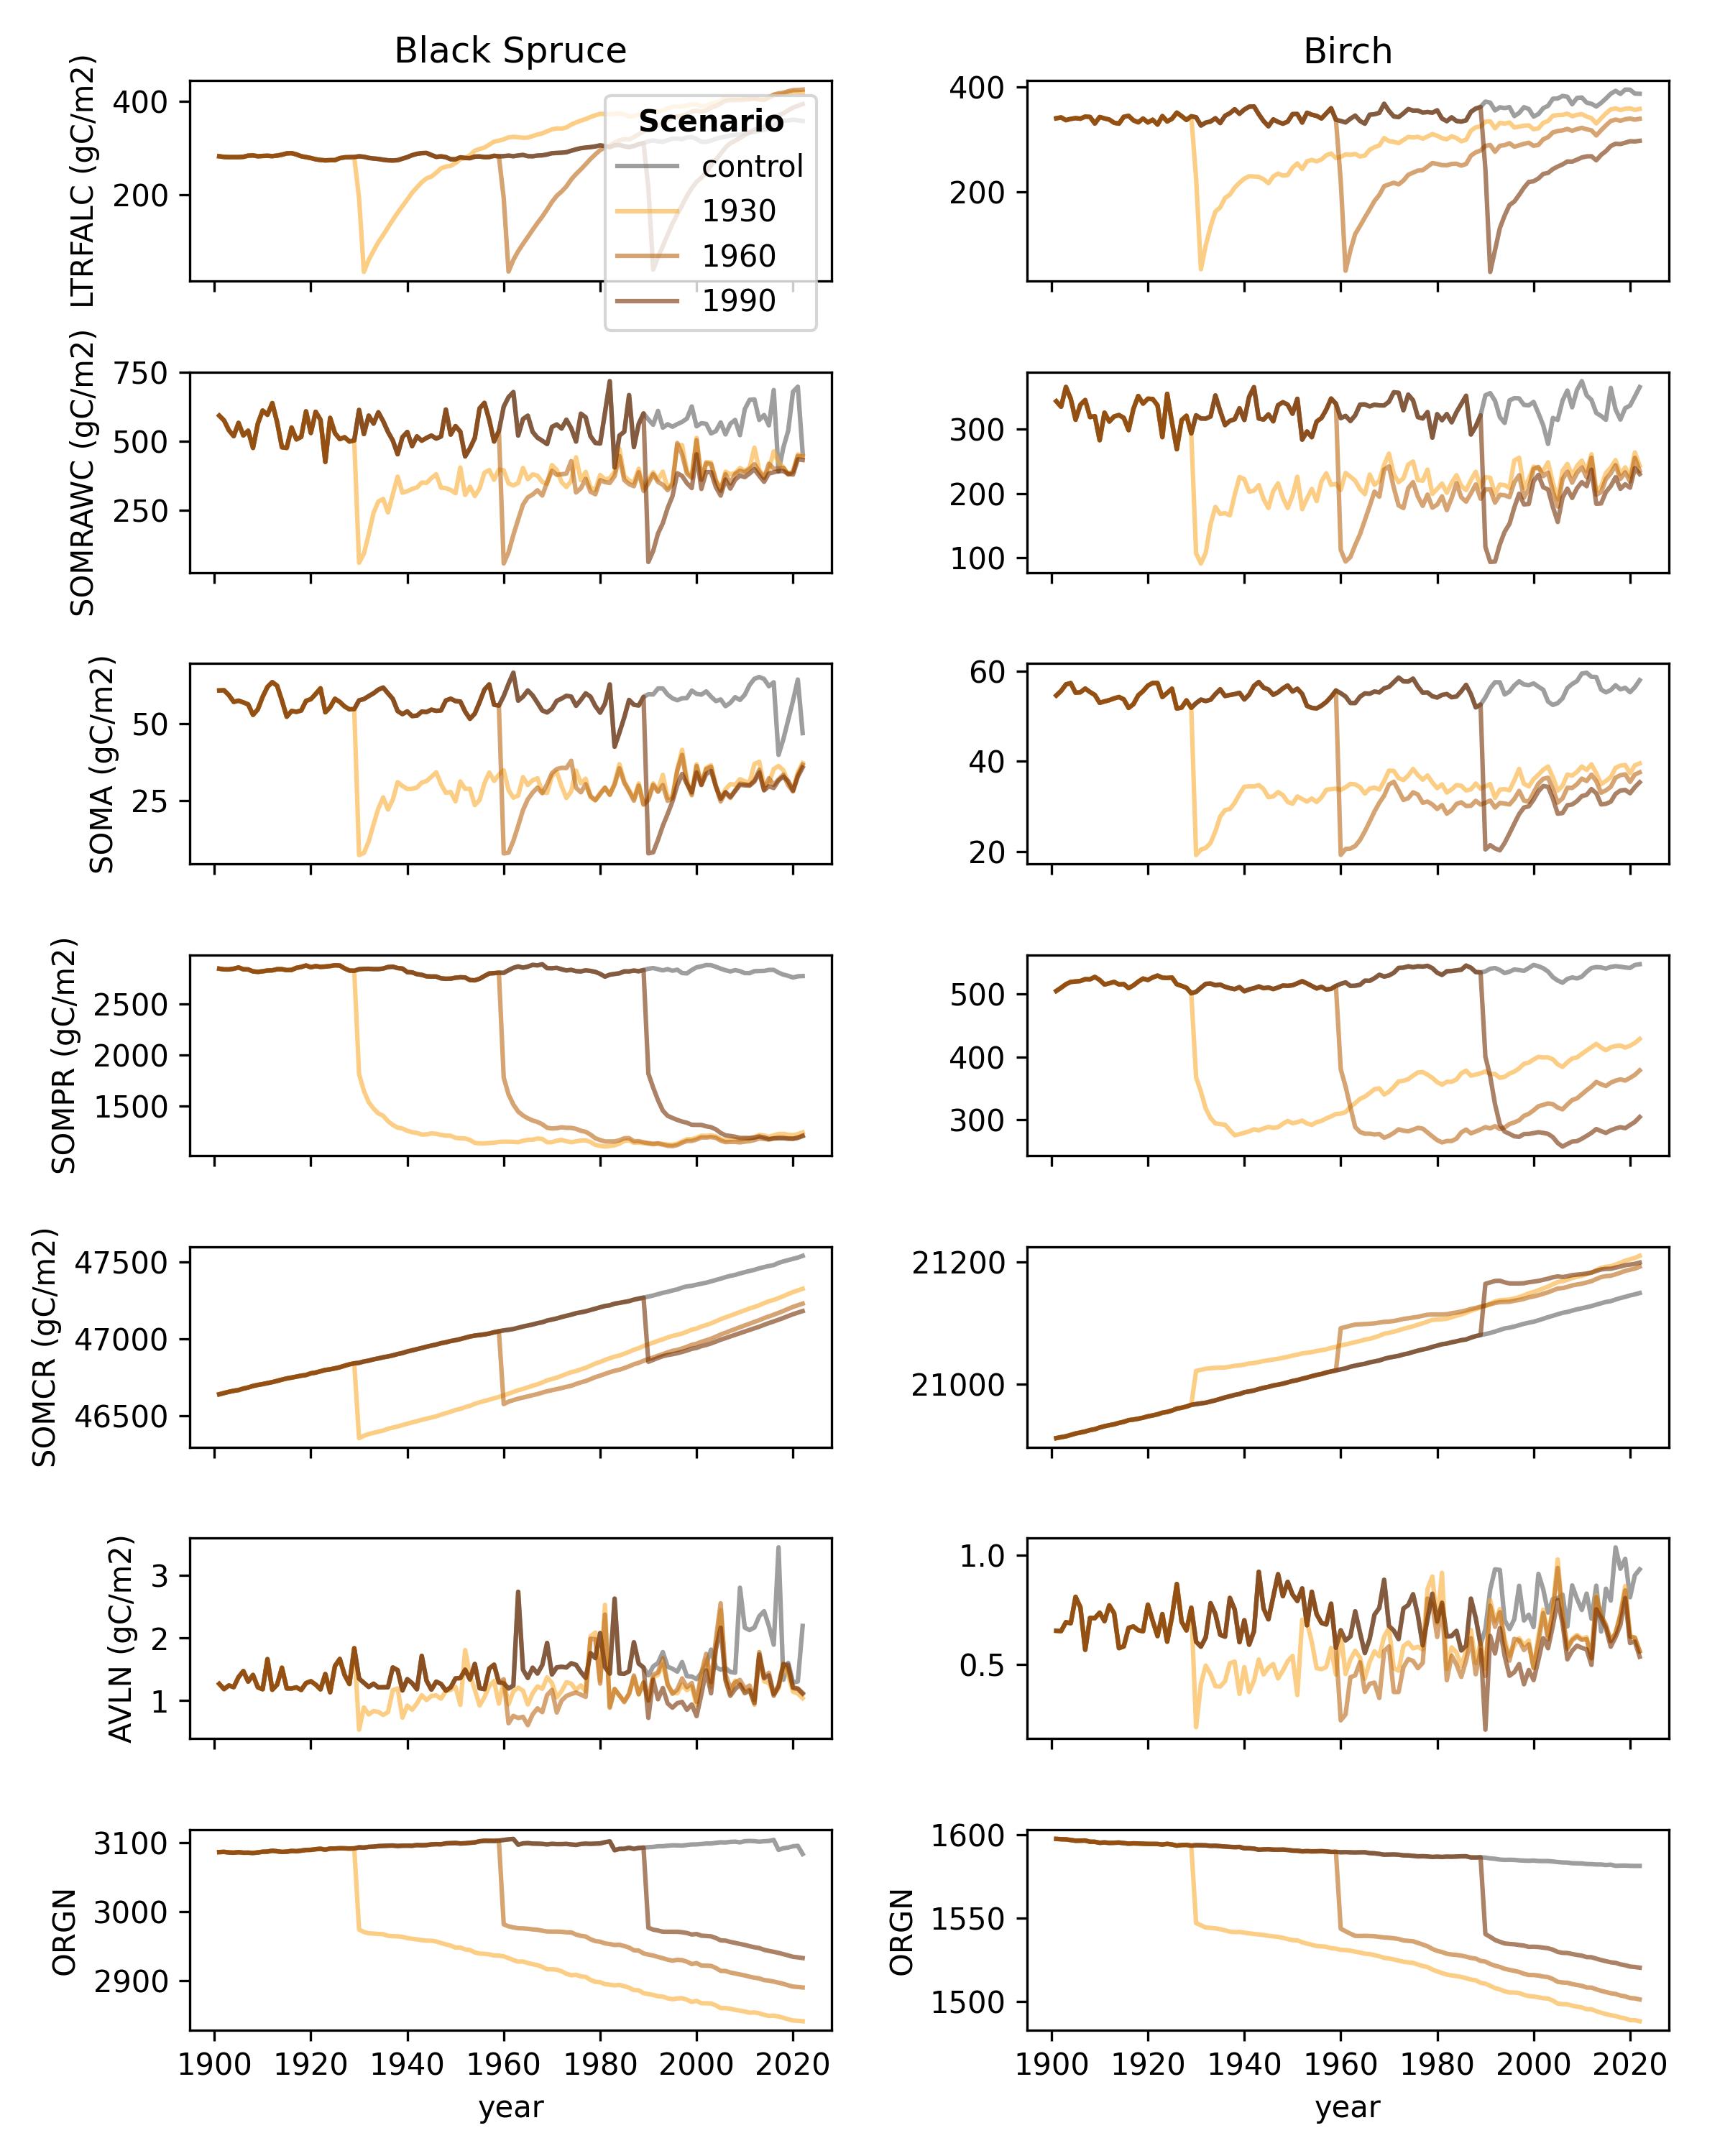 Black Spruce
Birch
LTRFALC (gC/m2)
400
200
Scenario
control
1930
1960
1990
400
200
SOMRAWC (gC/m2)
750
500
250
300
200
100
SOMA (gC/m2)
50
25
60
40
20
SOMPR (gC/m2)
2500
2000
1500
500
400
300
SOMCR (gC/m2)
47500
47000
46500
21200
21000
AVLN (gC/m2)
3
2
1
1.0
0.5
ORGN
3100
3000
2900
ORGN
1600
1550
1500
1900 1920 1940 1960 1980 2000 2020
1900 1920 1940 1960 1980 2000 2020
year
year